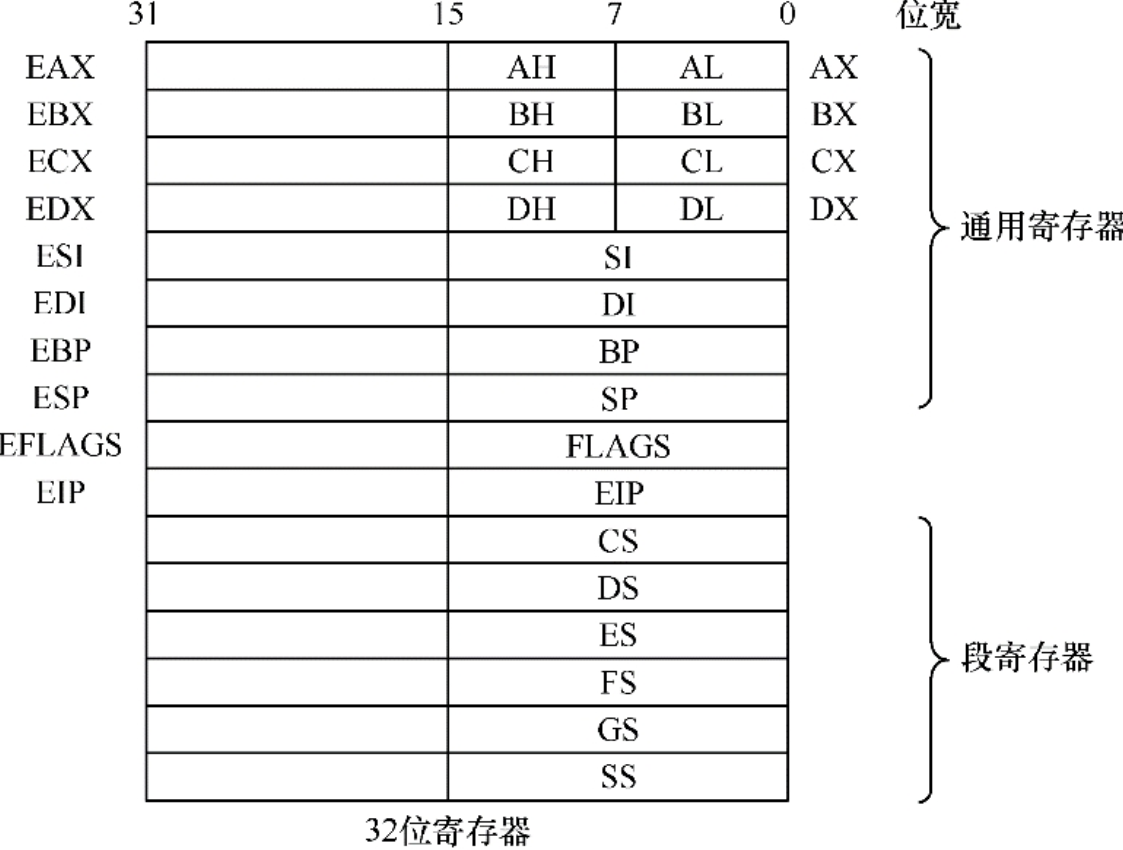 31 15 7 0 位宽
EAX AH AL AX
EBX BH BL BX
ECX CH CL CX
EDX DH DL DX
通用寄存器
ESI SI
EDI DI
EBP BP
ESP SP
EFLAGS FLAGS
EIP EIP
CS
DS
ES
段寄存器
FS
GS
SS
32位寄存器